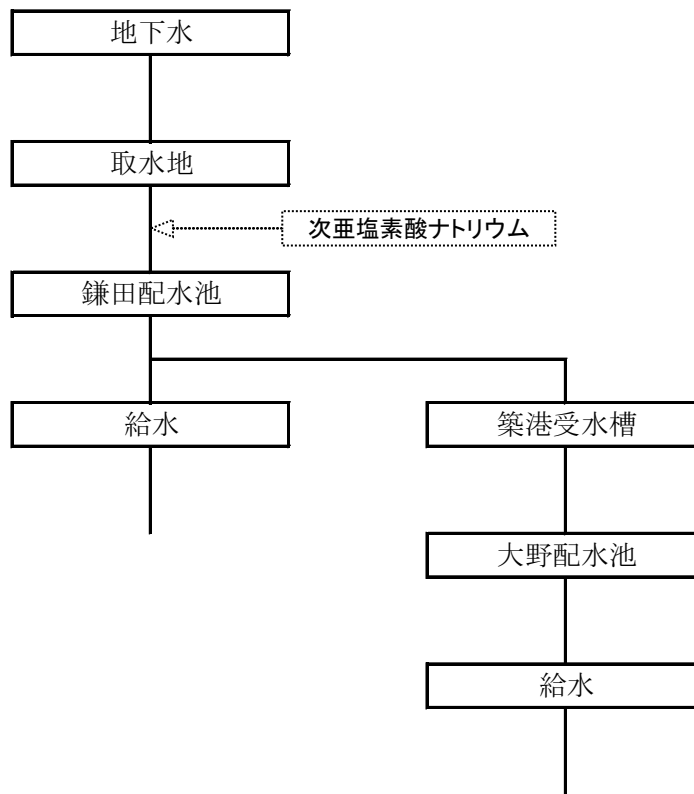 地下水
取水地
次亜塩素酸ナトリウム
鎌田配水池
給水
築港受水槽
大野配水池
給水